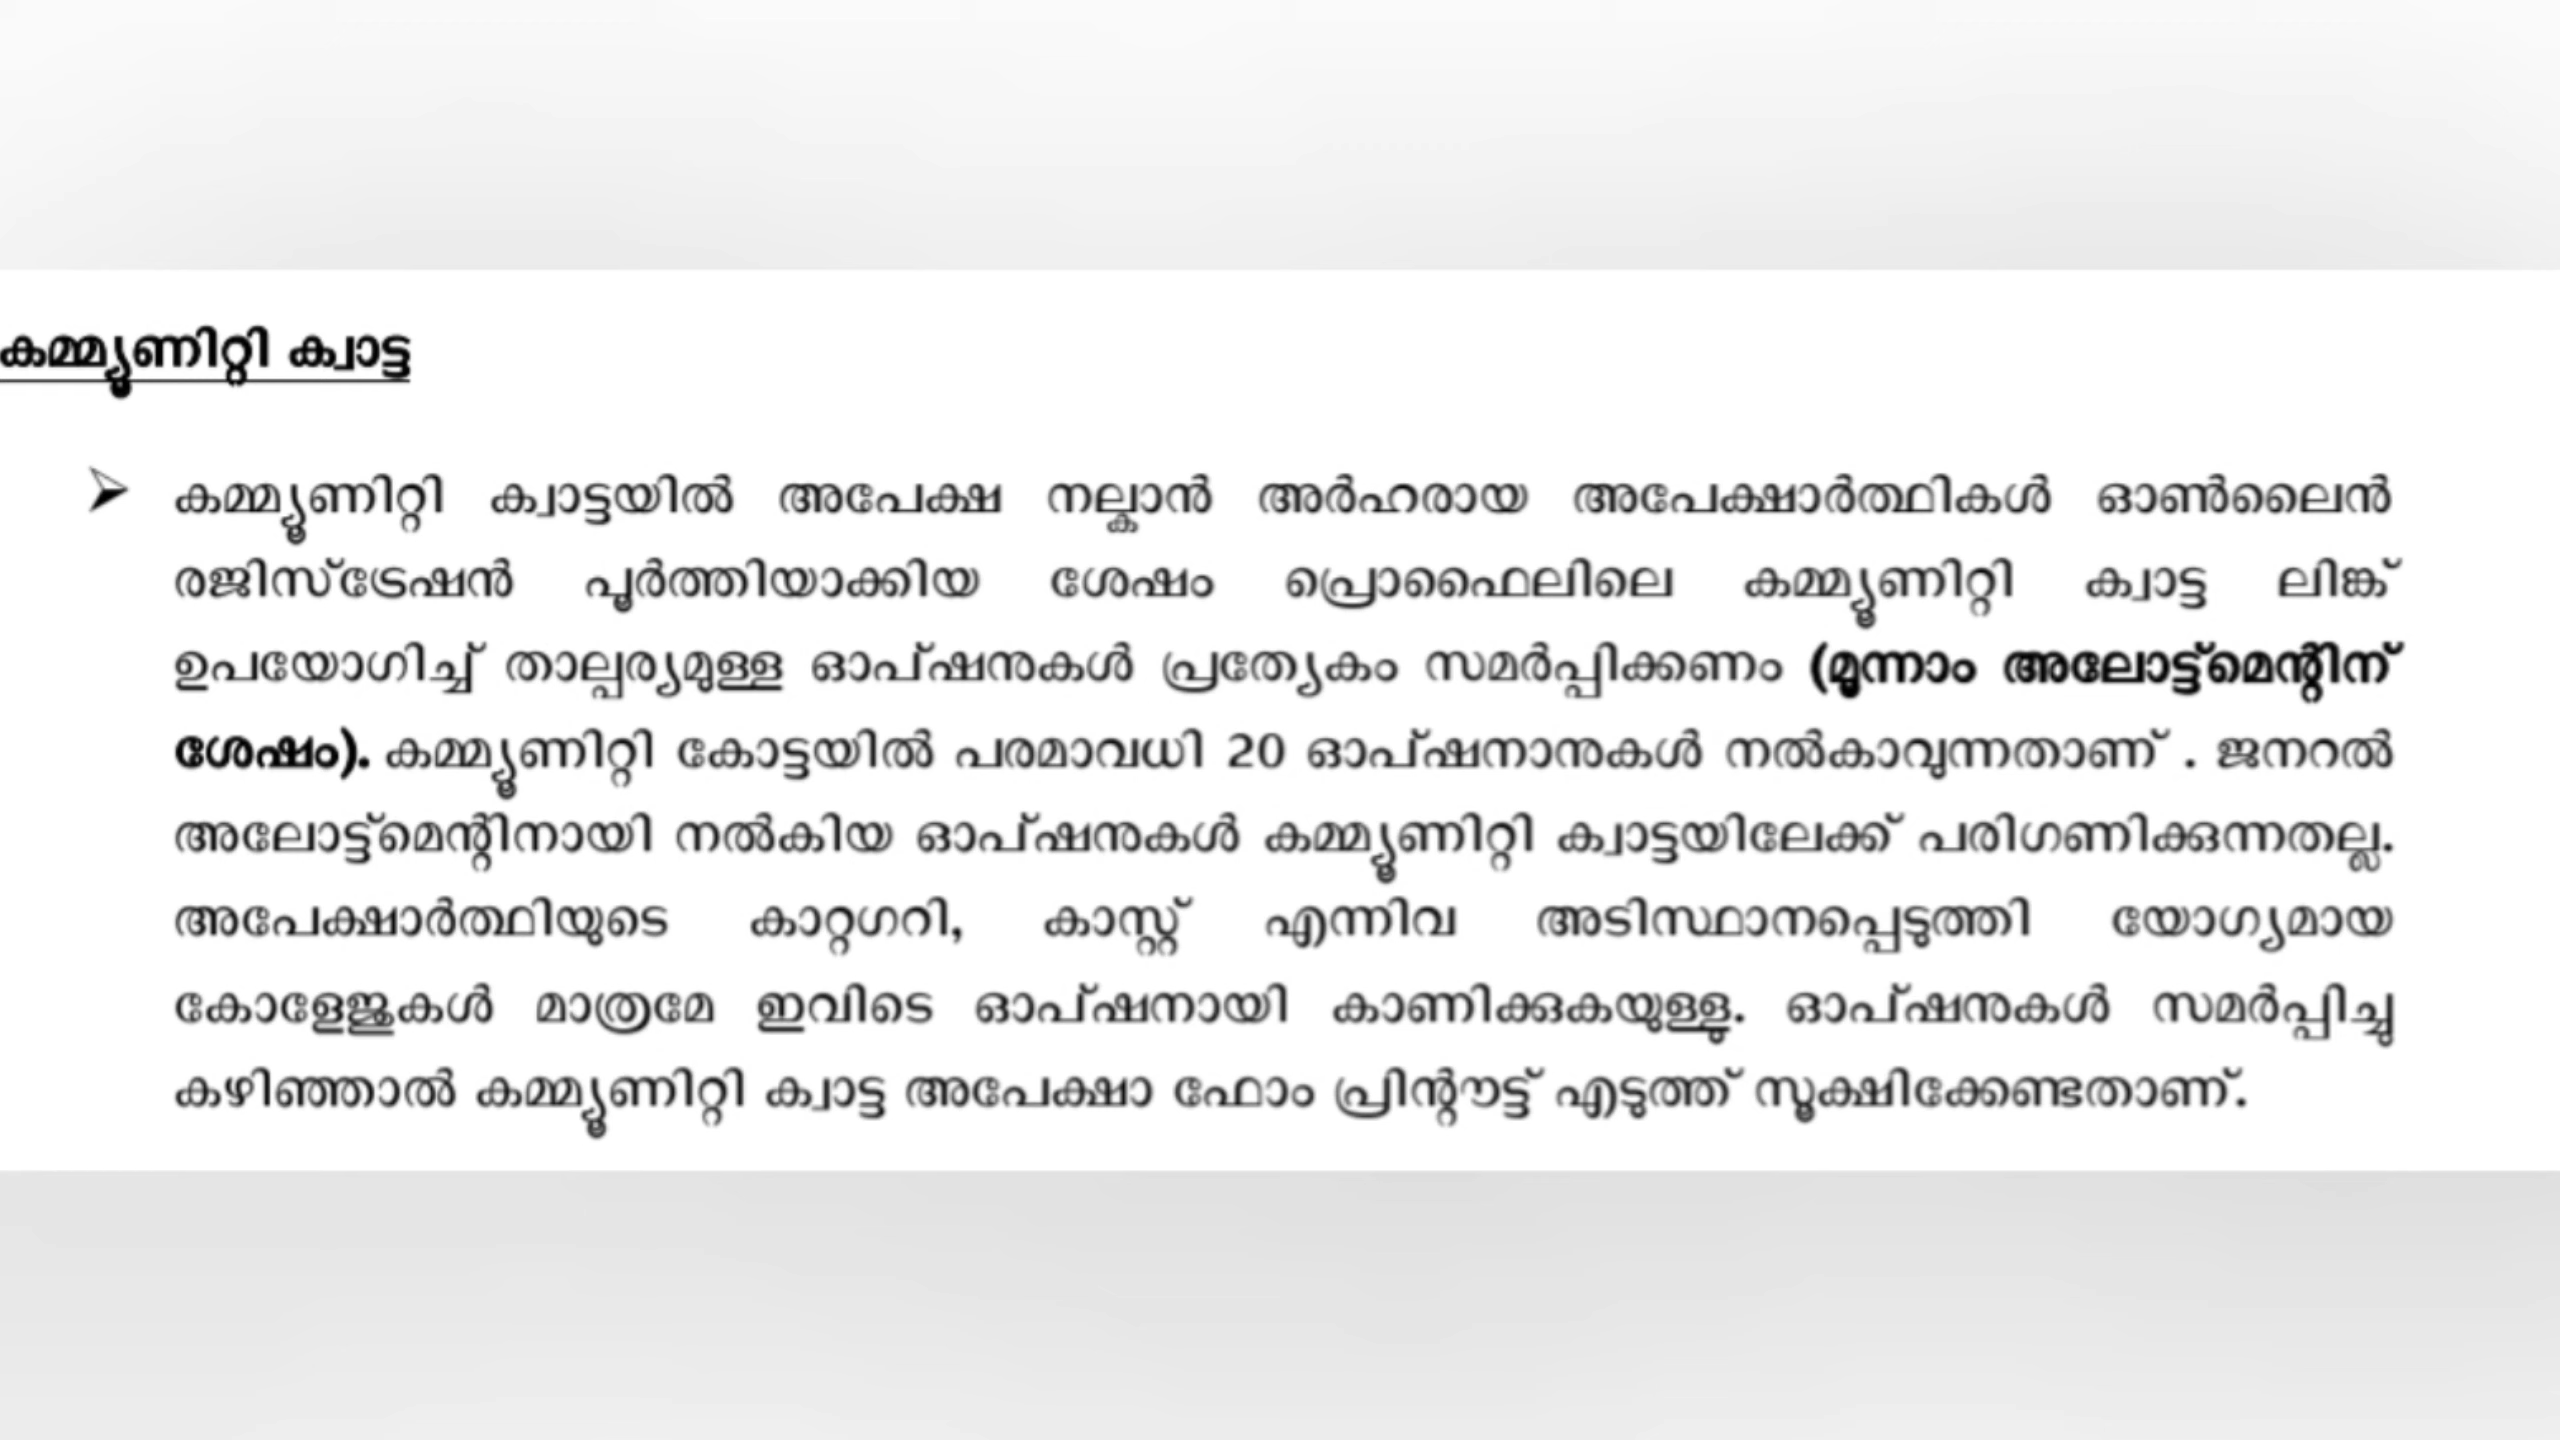 കമ്മ്യൂണിറ്റി ക്വാട്ട
➢ കമ്മ്യൂണിറ്റി ക്വാട്ടയിൽ അപേക്ഷ നല്കാൻ അർഹരായ അപേക്ഷാർത്ഥികൾ ഓൺലൈൻ
രജിസ്ട്രേഷൻ പൂർത്തിയാക്കിയ ശേഷം പ്രൊഫൈലിലെ കമ്മ്യൂണിറ്റി ക്വാട്ട ലിങ്ക്
ഉപയോഗിച്ച് താല്പര്യമുള്ള ഓപ്ഷനുകൾ പ്രത്യേകം സമർപ്പിക്കണം (മൂന്നാം അലോട്ട്മെന്റിന്
ശേഷം). കമ്മ്യൂണിറ്റി കോട്ടയിൽ പരമാവധി 20 ഓപ്ഷനാനുകൾ നൽകാവുന്നതാണ് . ജനറൽ
അലോട്ട്മെന്റിനായി നൽകിയ ഓപ്ഷനുകൾ കമ്മ്യൂണിറ്റി ക്വാട്ടയിലേക്ക് പരിഗണിക്കുന്നതല്ല.
അപേക്ഷാർത്ഥിയുടെ കാറ്റഗറി, കാസ്റ്റ് എന്നിവ അടിസ്ഥാനപ്പെടുത്തി യോഗ്യമായ
കോളേജുകൾ മാത്രമേ ഇവിടെ ഓപ്ഷനായി കാണിക്കുകയുള്ളു. ഓപ്ഷനുകൾ സമർപ്പിച്ചു
കഴിഞ്ഞാൽ കമ്മ്യൂണിറ്റി ക്വാട്ട അപേക്ഷാ ഫോം പ്രിന്റൗട്ട് എടുത്ത് സൂക്ഷിക്കേണ്ടതാണ്.